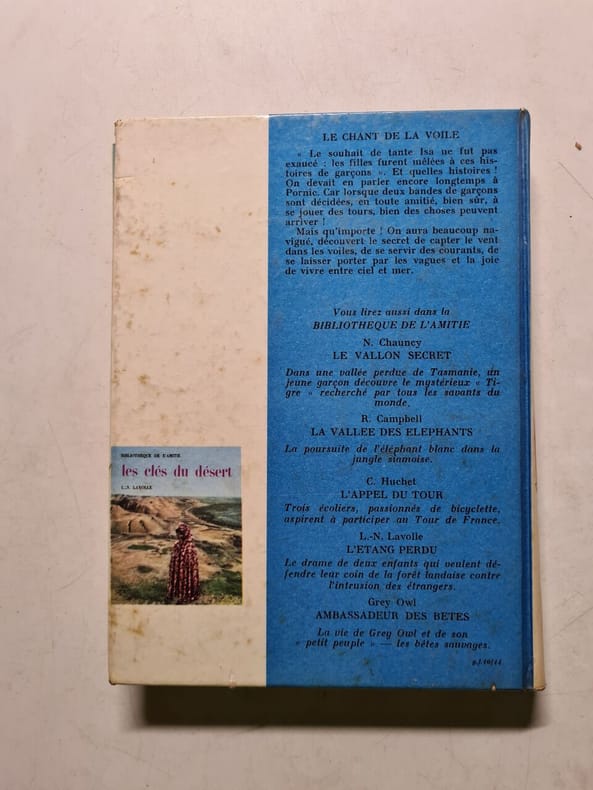 LE CHANT DE LA VOILE
« Le souhait de tante Isa ne fut pas
exaucé : les filles furent mêlées à ces his-
toires de garçons ». Et quelles histoires !
On devait en parler encore longtemps à
Pornic. Car lorsque deux bandes de garçons
sont décidées, en toute amitié, bien sûr, à
se jouer des tours, bien des choses peuvent
arriver !
Mais qu'importe ! On aura beaucoup na-
vigué, découvert le secret de capter le vent
dans les voiles, de se servir des courants, de
se laisser porter par les vagues et la joie
de vivre entre ciel et mer.
Vous lirez aussi dans la
BIBLIOTHEQUE DE L'AMITIE
N. Chauncy
LE VALLON SECRET
Dans une vallée perdue de Tasmanie, un
jeune garçon découvre le mystérieux « Ti-
gre » recherché par tous les savants du
monde.
R. Campbell
LA VALLEE DES ELEPHANTS
La poursuite de l'éléphant blanc dans la
jungle siamoise.
C. Huchet
L'APPEL DU TOUR
Trois écoliers, passionnés de bicyclette,
aspirent à participer au Tour de France.
L.-N. Lavolle
L'ETANG PERDU
Le drame de deux enfants qui veulent dé-
fendre leur coin de la forêt landaise contre
l'intrusion des étrangers.
Grey Owl
AMBASSADEUR DES BETES
La vie de Grey Owl et de son
« petit peuple » — les bêtes sauvages.
BIBLIOTHEQUE DE L'AMITIE
les clés du désert
L.-N. LAVOLLE